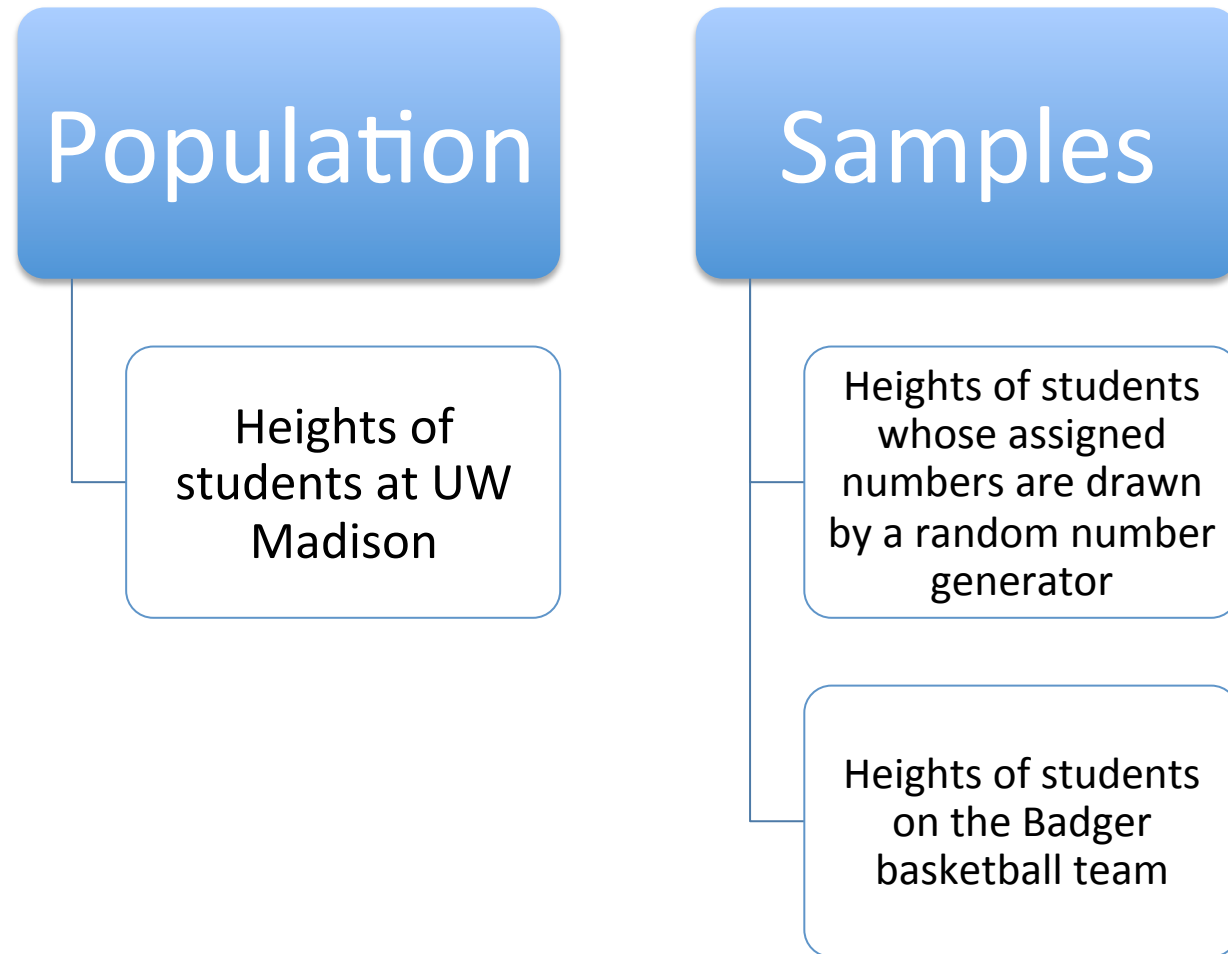 Population
Heights of
students at UW
Madison
Samples
Heights of students
whose assigned
numbers are drawn
by a random number
generator
Heights of students
on the Badger
basketball team